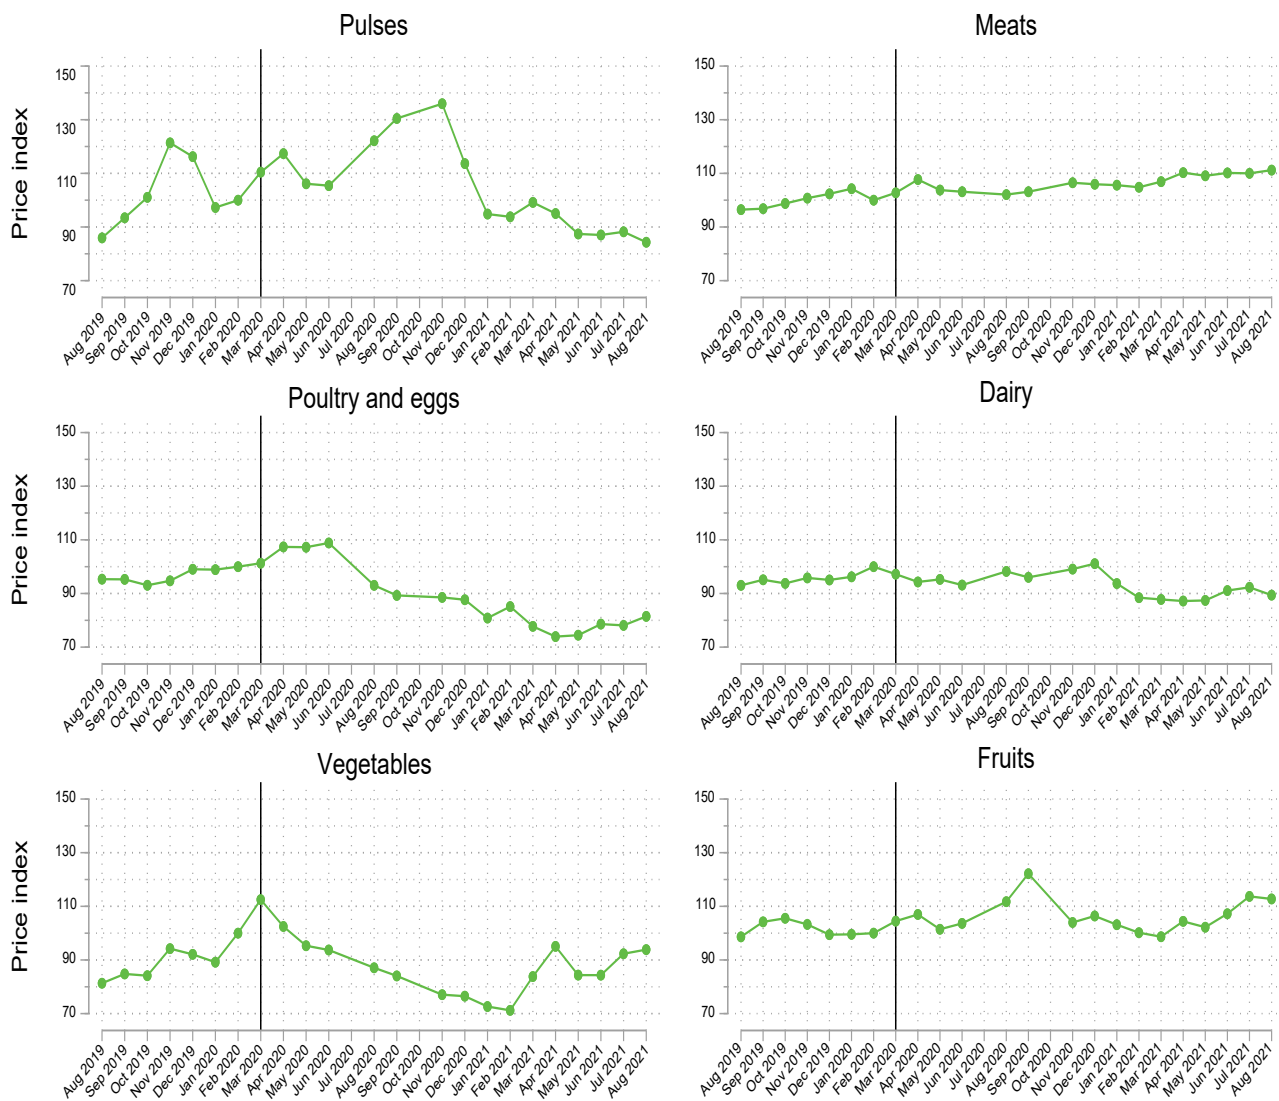 Pulses
Meats
Price index
150
130
110
90
70
Aug 2019
Sep 2019
Oct 2019
Nov 2019
Dec 2019
Jan 2020
Feb 2020
Mar 2020
Apr 2020
May 2020
Jun 2020
Jul 2020
Aug 2020
Sep 2020
Oct 2020
Nov 2020
Dec 2020
Jan 2021
Feb 2021
Mar 2021
Apr 2021
May 2021
Jun 2021
Jul 2021
Aug 2021
150
130
110
90
70
Aug 2019
Sep 2019
Oct 2019
Nov 2019
Dec 2019
Jan 2020
Feb 2020
Mar 2020
Apr 2020
May 2020
Jun 2020
Jul 2020
Aug 2020
Sep 2020
Oct 2020
Nov 2020
Dec 2020
Jan 2021
Feb 2021
Mar 2021
Apr 2021
May 2021
Jun 2021
Jul 2021
Aug 2021
Poultry and eggs
Dairy
Price index
150
130
110
90
70
Aug 2019
Sep 2019
Oct 2019
Nov 2019
Dec 2019
Jan 2020
Feb 2020
Mar 2020
Apr 2020
May 2020
Jun 2020
Jul 2020
Aug 2020
Sep 2020
Oct 2020
Nov 2020
Dec 2020
Jan 2021
Feb 2021
Mar 2021
Apr 2021
May 2021
Jun 2021
Jul 2021
Aug 2021
150
130
110
90
70
Aug 2019
Sep 2019
Oct 2019
Nov 2019
Dec 2019
Jan 2020
Feb 2020
Mar 2020
Apr 2020
May 2020
Jun 2020
Jul 2020
Aug 2020
Sep 2020
Oct 2020
Nov 2020
Dec 2020
Jan 2021
Feb 2021
Mar 2021
Apr 2021
May 2021
Jun 2021
Jul 2021
Aug 2021
Vegetables
Fruits
Price index
150
130
110
90
70
Aug 2019
Sep 2019
Oct 2019
Nov 2019
Dec 2019
Jan 2020
Feb 2020
Mar 2020
Apr 2020
May 2020
Jun 2020
Jul 2020
Aug 2020
Sep 2020
Oct 2020
Nov 2020
Dec 2020
Jan 2021
Feb 2021
Mar 2021
Apr 2021
May 2021
Jun 2021
Jul 2021
Aug 2021
150
130
110
90
70
Aug 2019
Sep 2019
Oct 2019
Nov 2019
Dec 2019
Jan 2020
Feb 2020
Mar 2020
Apr 2020
May 2020
Jun 2020
Jul 2020
Aug 2020
Sep 2020
Oct 2020
Nov 2020
Dec 2020
Jan 2021
Feb 2021
Mar 2021
Apr 2021
May 2021
Jun 2021
Jul 2021
Aug 2021